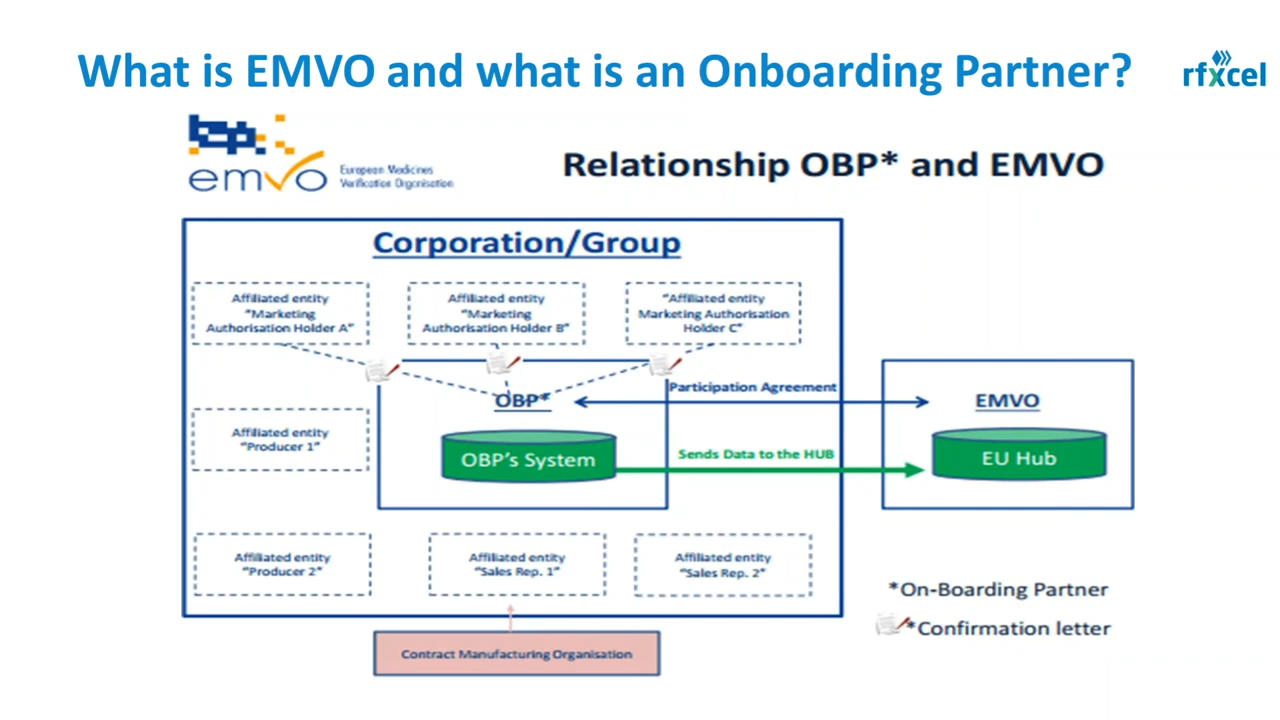 What is EMVO and what is an Onboarding Partner?
rfxcel
emvo
European Medicines
Verification Organisation
Relationship OBP* and EMVO
Corporation/Group
Affiliated entity
"Marketing
Authorisation Holder A"
Affiliated entity
"Marketing
Authorisation Holder B"
"Affiliated entity
Marketing Authorisation
Holder C"
Participation Agreement
OBP*
EMVO
Affiliated entity
"Producer 1"
OBP's System
Sends Data to the HUB
EU Hub
Affiliated entity
"Producer 2"
Affiliated entity
"Sales Rep. 1"
Affiliated entity
"Sales Rep. 2"
*On-Boarding Partner
*Confirmation letter
Contract Manufacturing Organisation